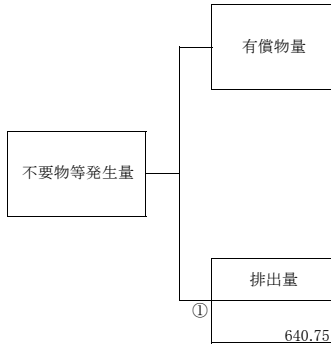 有償物量
不要物等発生量
排出量
①
640.75